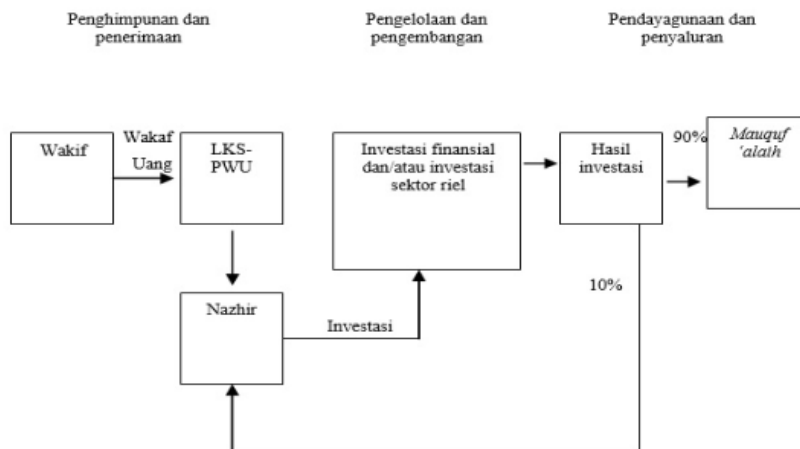 Penghimpunan dan
penerimaan
Pengelolaan dan
pengembangan
Pendayagunaan dan
penyaluran
Wakif
Wakaf
Uang
LKS-
PWU
Investasi finansial
dan/atau investasi
sektor riel
Hasil
investasi
90%
Mauquf
‘alaih
Nazhir
Investasi
10%